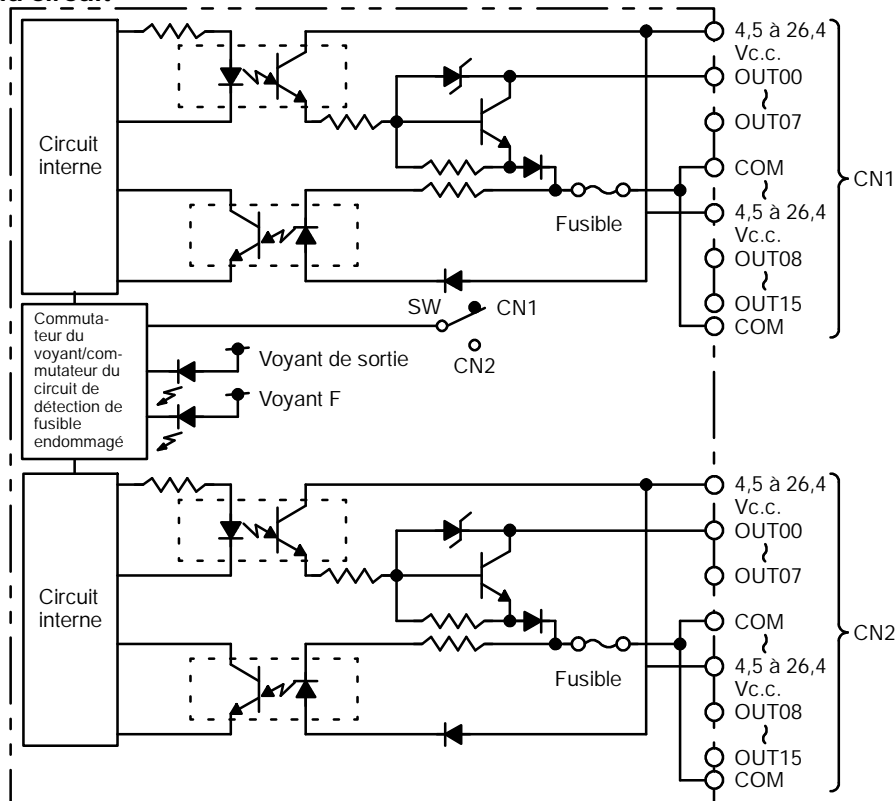 circuit
Circuit
interne
4,5 à 26,4
Vc.c.
OUT00
OUT07
COM
4,5 à 26,4
Vc.c.
OUT08
OUT15
COM
CN1
Fusible
SW
CN1
CN2
Commuta-
teur du
voyant/com-
mutateur du
circuit de
détection de
fusible
endommagé
Voyant de sortie
Voyant F
Circuit
interne
4,5 à 26,4
Vc.c.
OUT00
OUT07
COM
4,5 à 26,4
Vc.c.
OUT08
OUT15
COM
CN2
Fusible